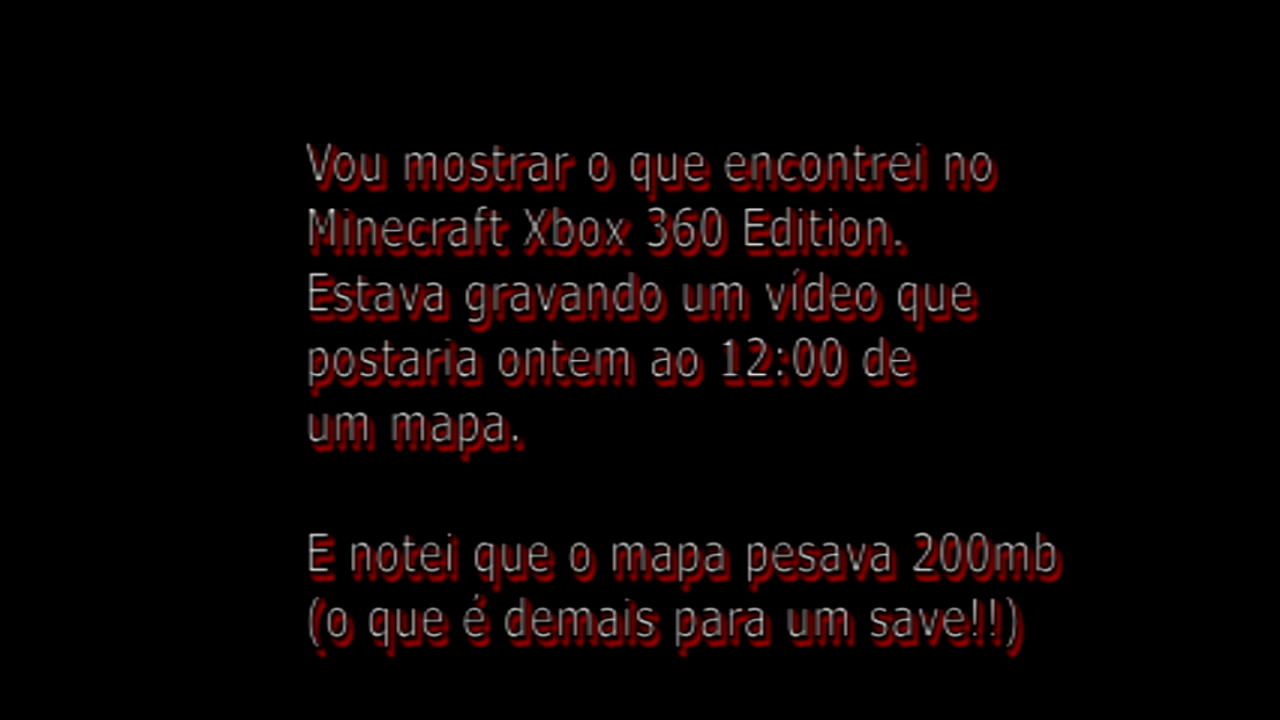 Vou mostrar o que encontrei no
Minecraft Xbox 360 Edition.
Estava gravando um vídeo que
postaria ontem ao 12:00 de
um mapa.
E notei que o mapa pesava 200mb
(o que é demais para um save!!)